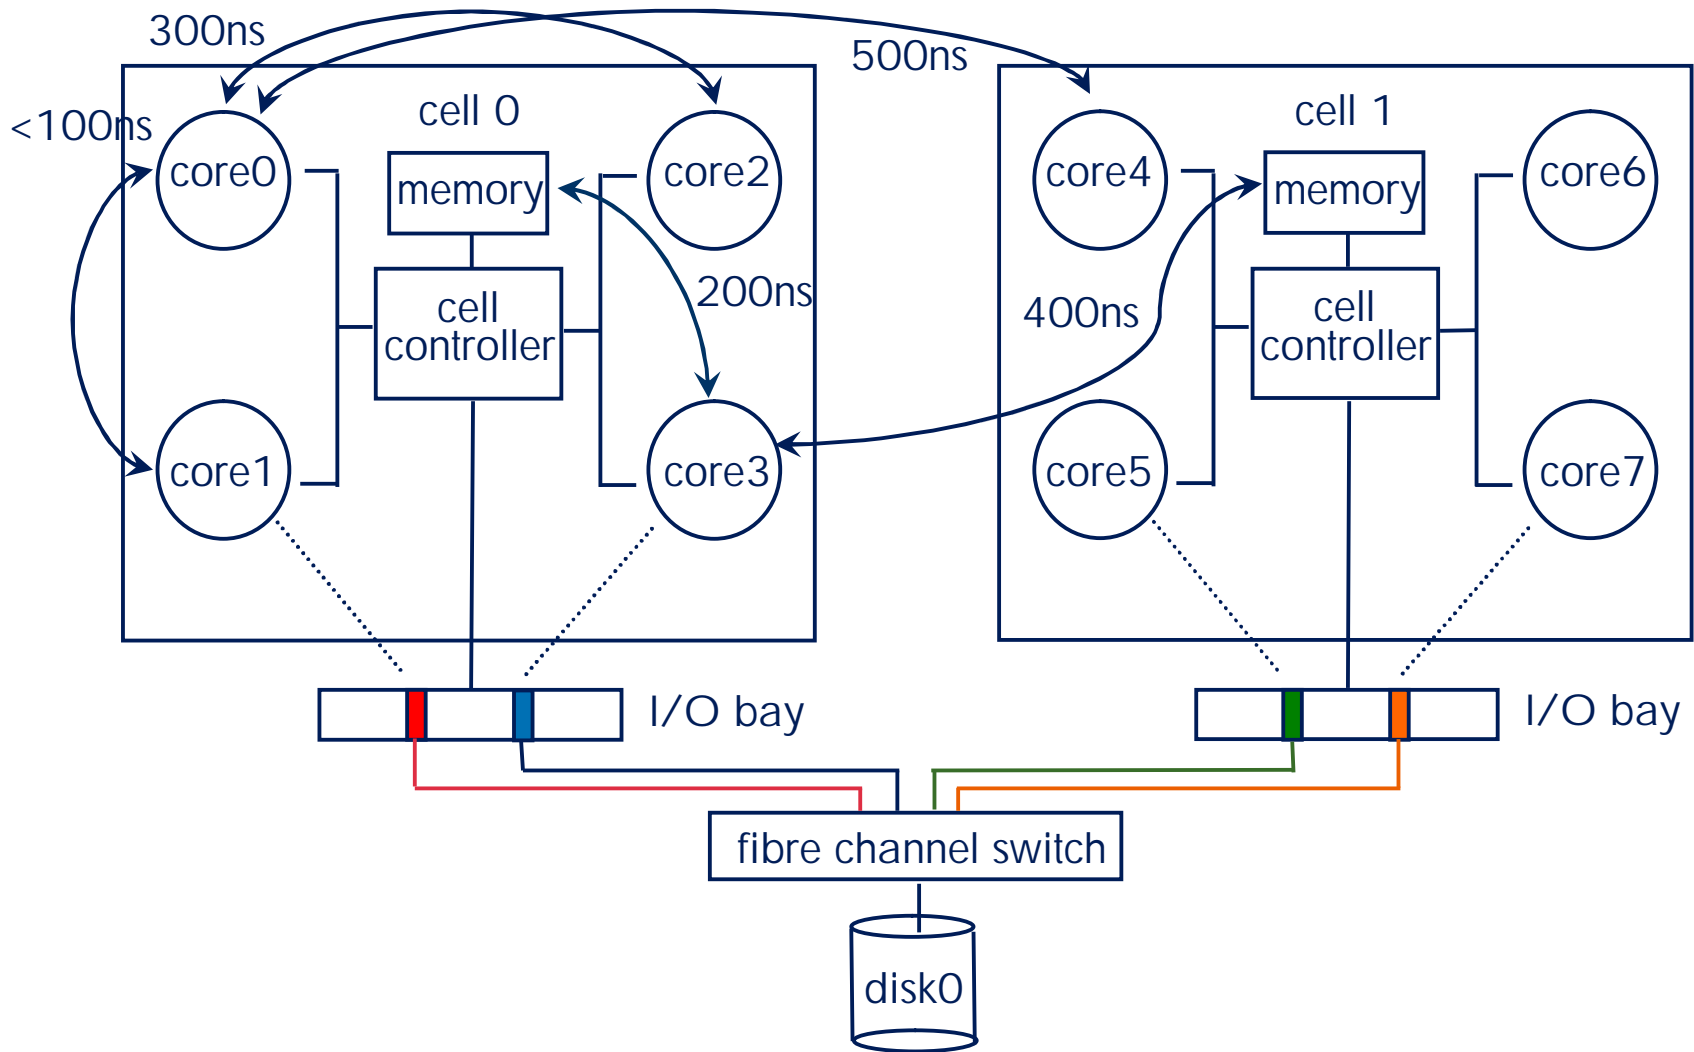 300ns
500ns
<100ns
cell 0
cell 1
core0
memory
core2
core4
memory
core6
200ns
400ns
cell
controller
cell
controller
core1
core3
core5
core7
I/O bay
I/O bay
fibre channel switch
disk0